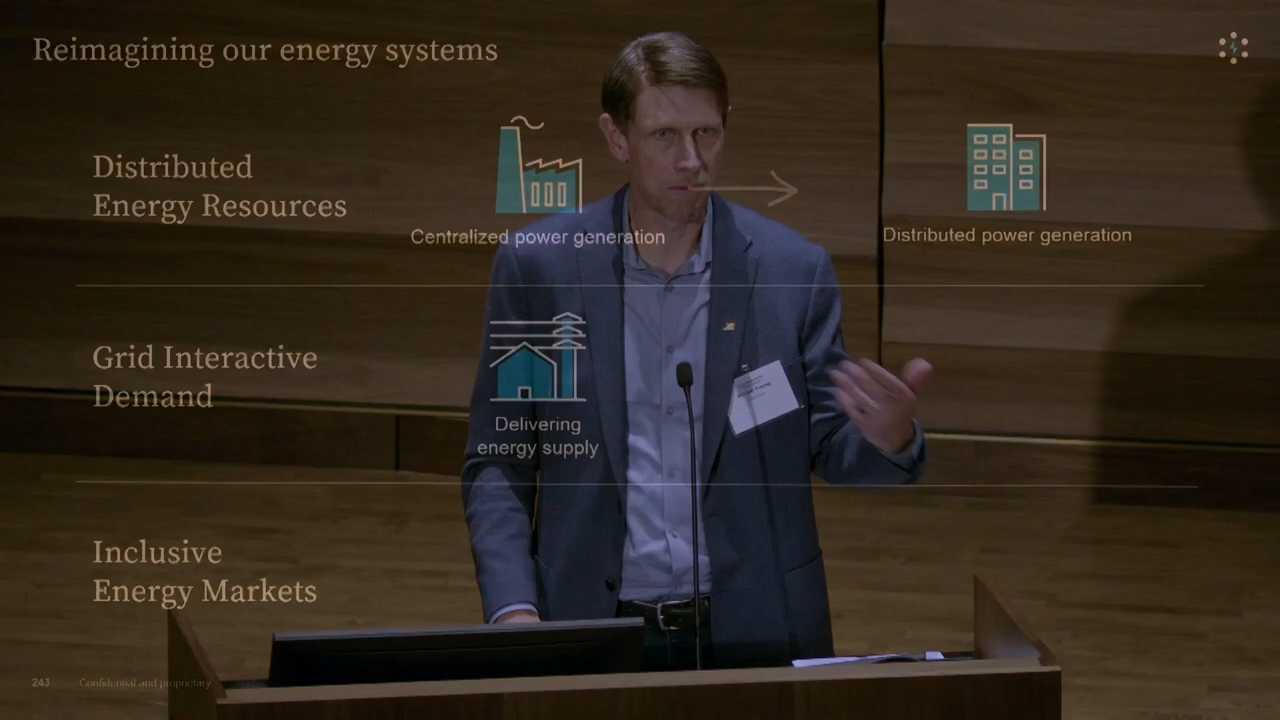 Reimagining our energy systems
Distributed
Energy Resources
Centralized power generation
Distributed power generation
Grid Interactive
Demand
Delivering
energy supply
Inclusive
Energy Markets
243
Confidential and proprietary